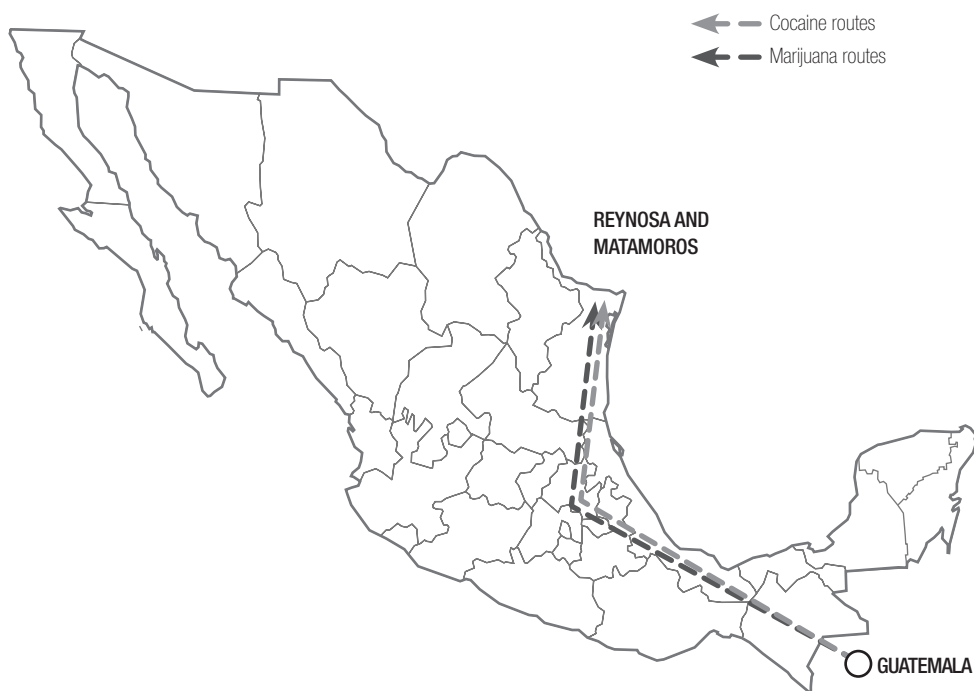 Cocaine routes
Marijuana routes
REYNOSA AND
MATAMOROS
GUATEMALA